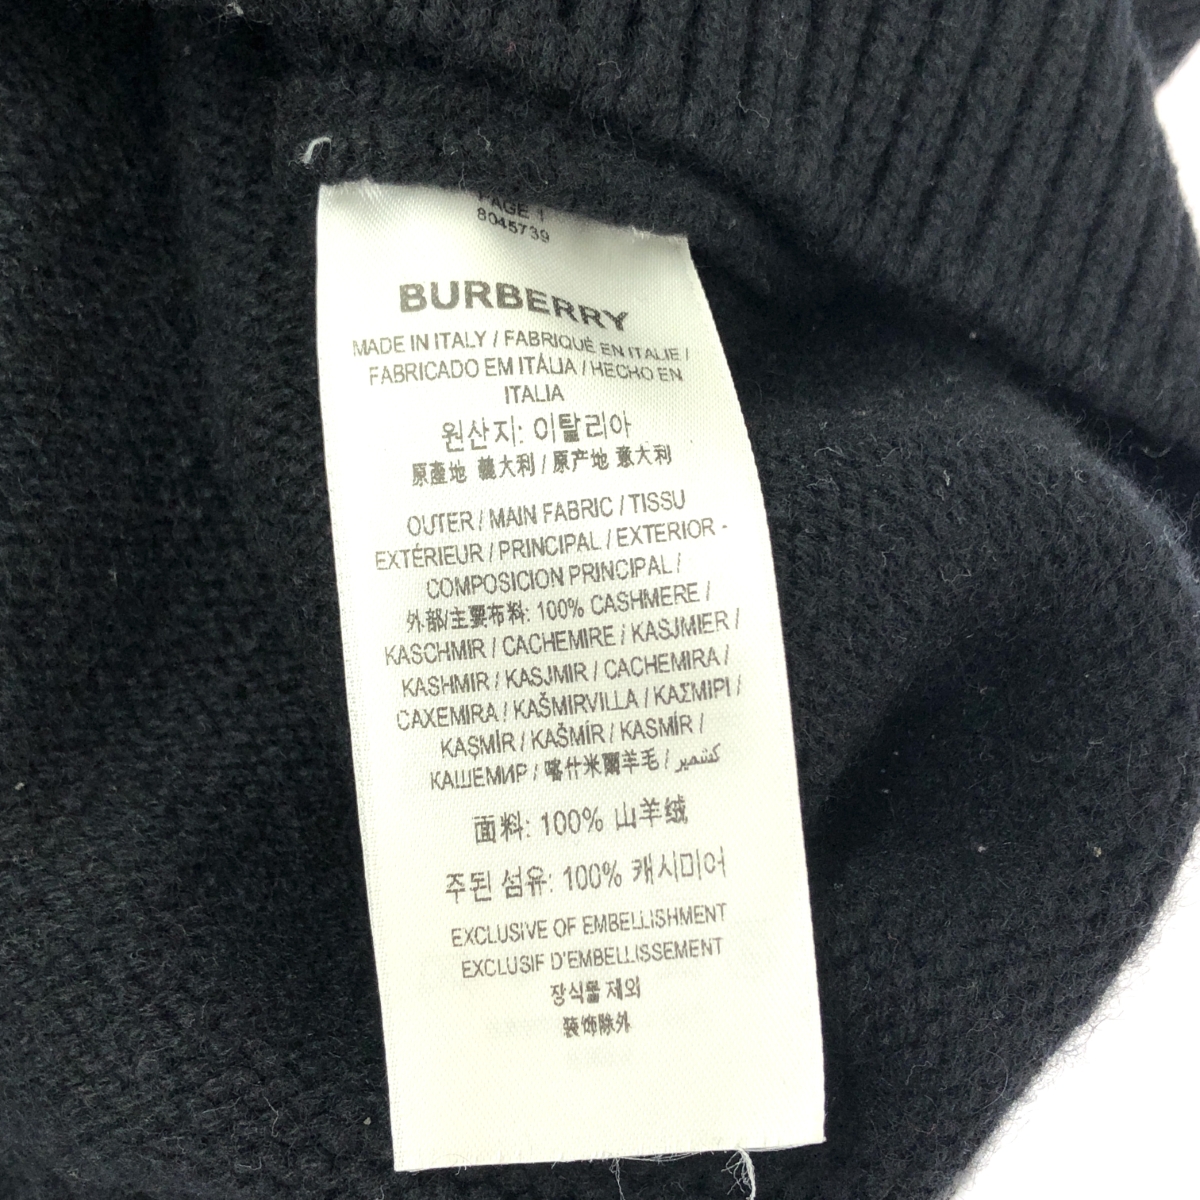 PAGE 1
8045739
BURBERRY
MADE IN ITALY / FABRIQUÉ EN ITALIE /
FABRICADO EM ITÁLIA / HECHO EN
ITALIA
원산지: 이탈리아
原產地 義大利 / 原产地 意大利
OUTER / MAIN FABRIC / TISSU
EXTÉRIEUR / PRINCIPAL / EXTERIOR -
COMPOSICION PRINCIPAL /
外部/主要布料: 100% CASHMERE /
KASCHMIR / CACHEMIRE / KASJMIER /
KASHMIR / KASJMIR / CACHEMIRA /
CAXEMIRA / KAŠMIRVILLA / ΚΑΣΜΙΡΙ /
KAŞMİR / KAŠMÍR / KASMÍR /
КАШЕМИР / 喀什米爾羊毛 / كشمير
面料: 100% 山羊绒
주된 섬유: 100% 캐시미어
EXCLUSIVE OF EMBELLISHMENT
EXCLUSIF D'EMBELLISSEMENT
장식물 제외
装饰除外